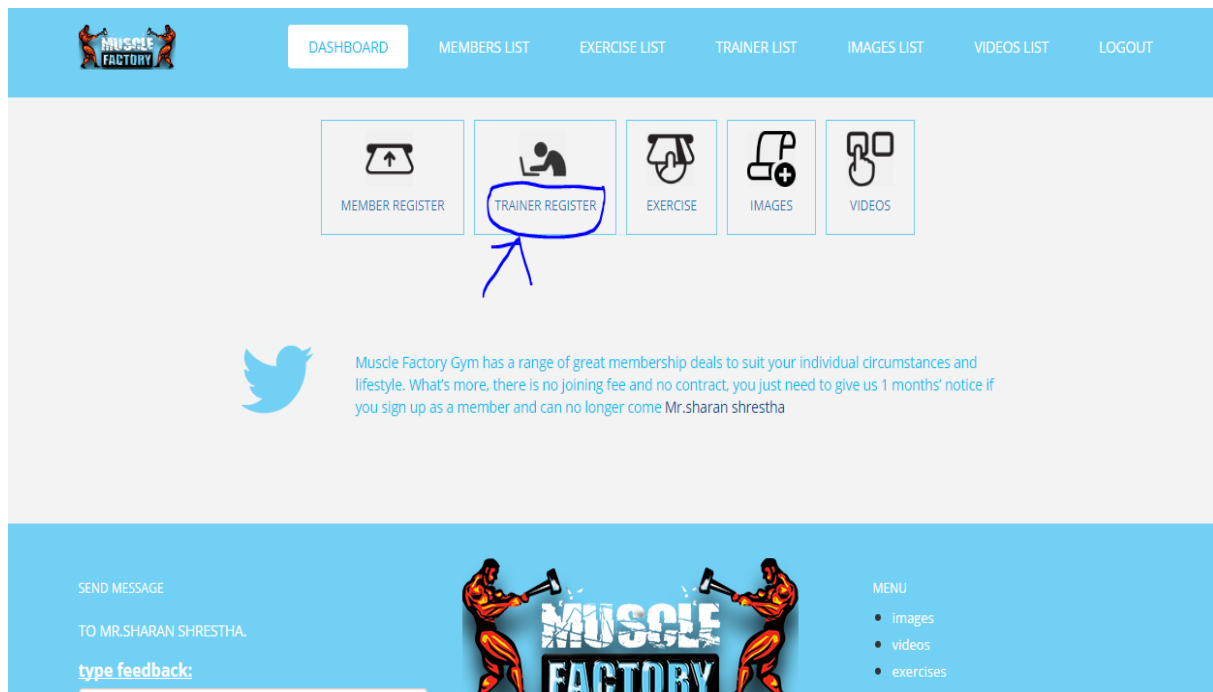 MUSCLE
FACTORY
DASHBOARD MEMBERS LIST EXERCISE LIST TRAINER LIST IMAGES LIST VIDEOS LIST LOGOUT
MEMBER REGISTER TRAINER REGISTER EXERCISE IMAGES VIDEOS
Muscle Factory Gym has a range of great membership deals to suit your individual circumstances and
lifestyle. What's more, there is no joining fee and no contract, you just need to give us 1 months' notice if
you sign up as a member and can no longer come Mr.sharan shrestha
SEND MESSAGE
TO MR.SHARAN SHRESTHA.
type feedback:
MUSCLE
FACTORY
MENU
images
videos
exercises